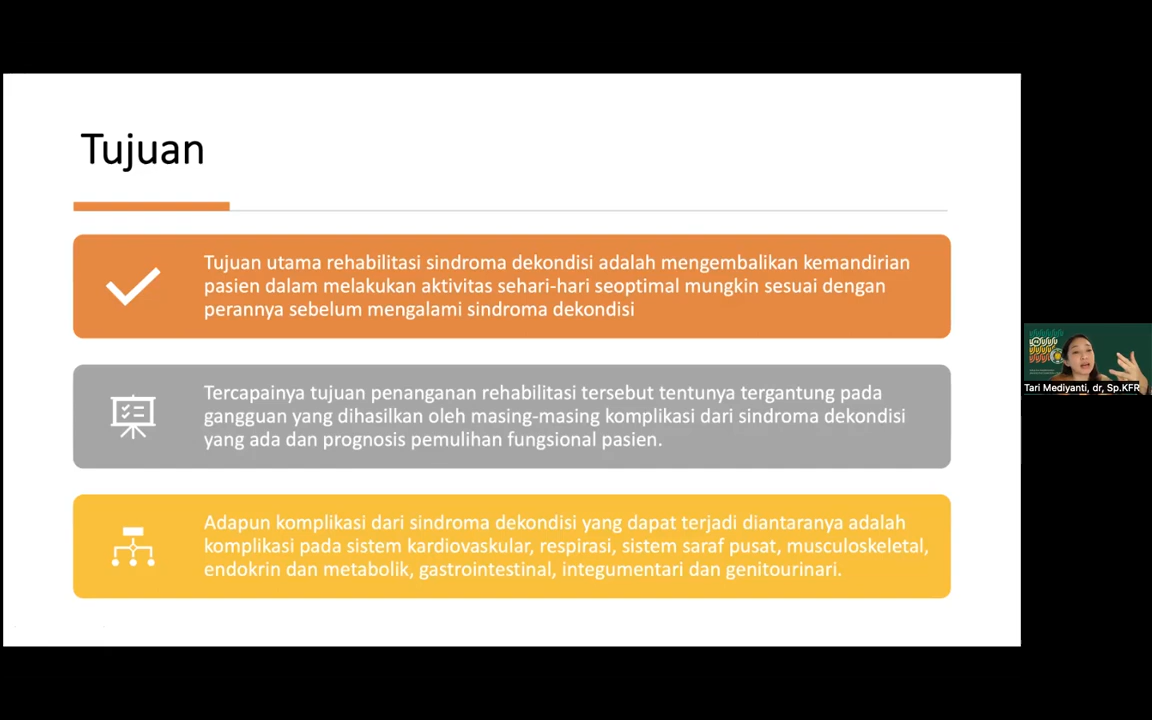 Tujuan
Tujuan utama rehabilitasi sindroma dekondisi adalah mengembalikan kemandirian
pasien dalam melakukan aktivitas sehari-hari seoptimal mungkin sesuai dengan
perannya sebelum mengalami sindroma dekondisi
Tercapainya tujuan penanganan rehabilitasi tersebut tentunya tergantung pada
gangguan yang dihasilkan oleh masing-masing komplikasi dari sindroma dekondisi
yang ada dan prognosis pemulihan fungsional pasien.
Adapun komplikasi dari sindroma dekondisi yang dapat terjadi diantaranya adalah
komplikasi pada sistem kardiovaskular, respirasi, sistem saraf pusat, musculoskeletal,
endokrin dan metabolik, gastrointestinal, integumentari dan genitourinari.
Tari Mediyanti, dr, Sp.KFR